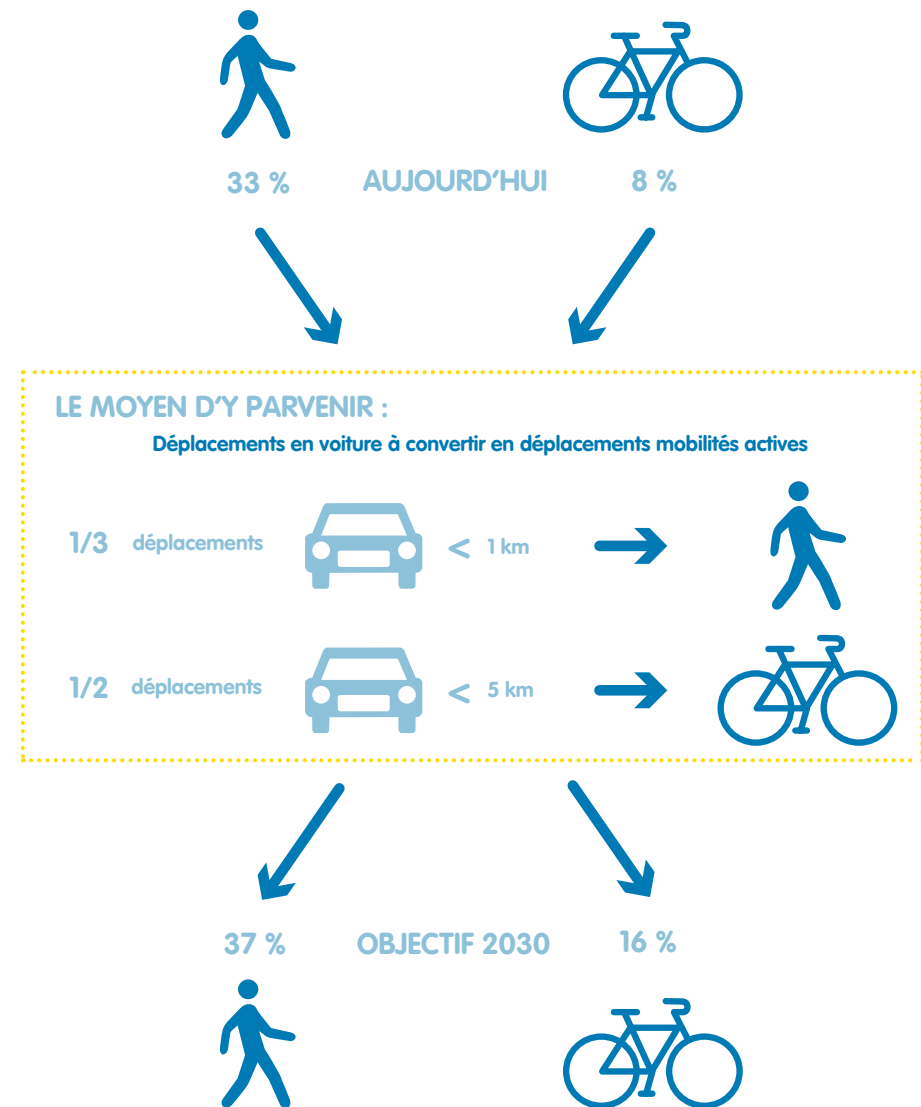 33 % AUJOURD'HUI 8 %
LE MOYEN D'Y PARVENIR :
Déplacements en voiture à convertir en déplacements mobilités actives
1/3 déplacements < 1 km
1/2 déplacements < 5 km
37 % OBJECTIF 2030 16 %